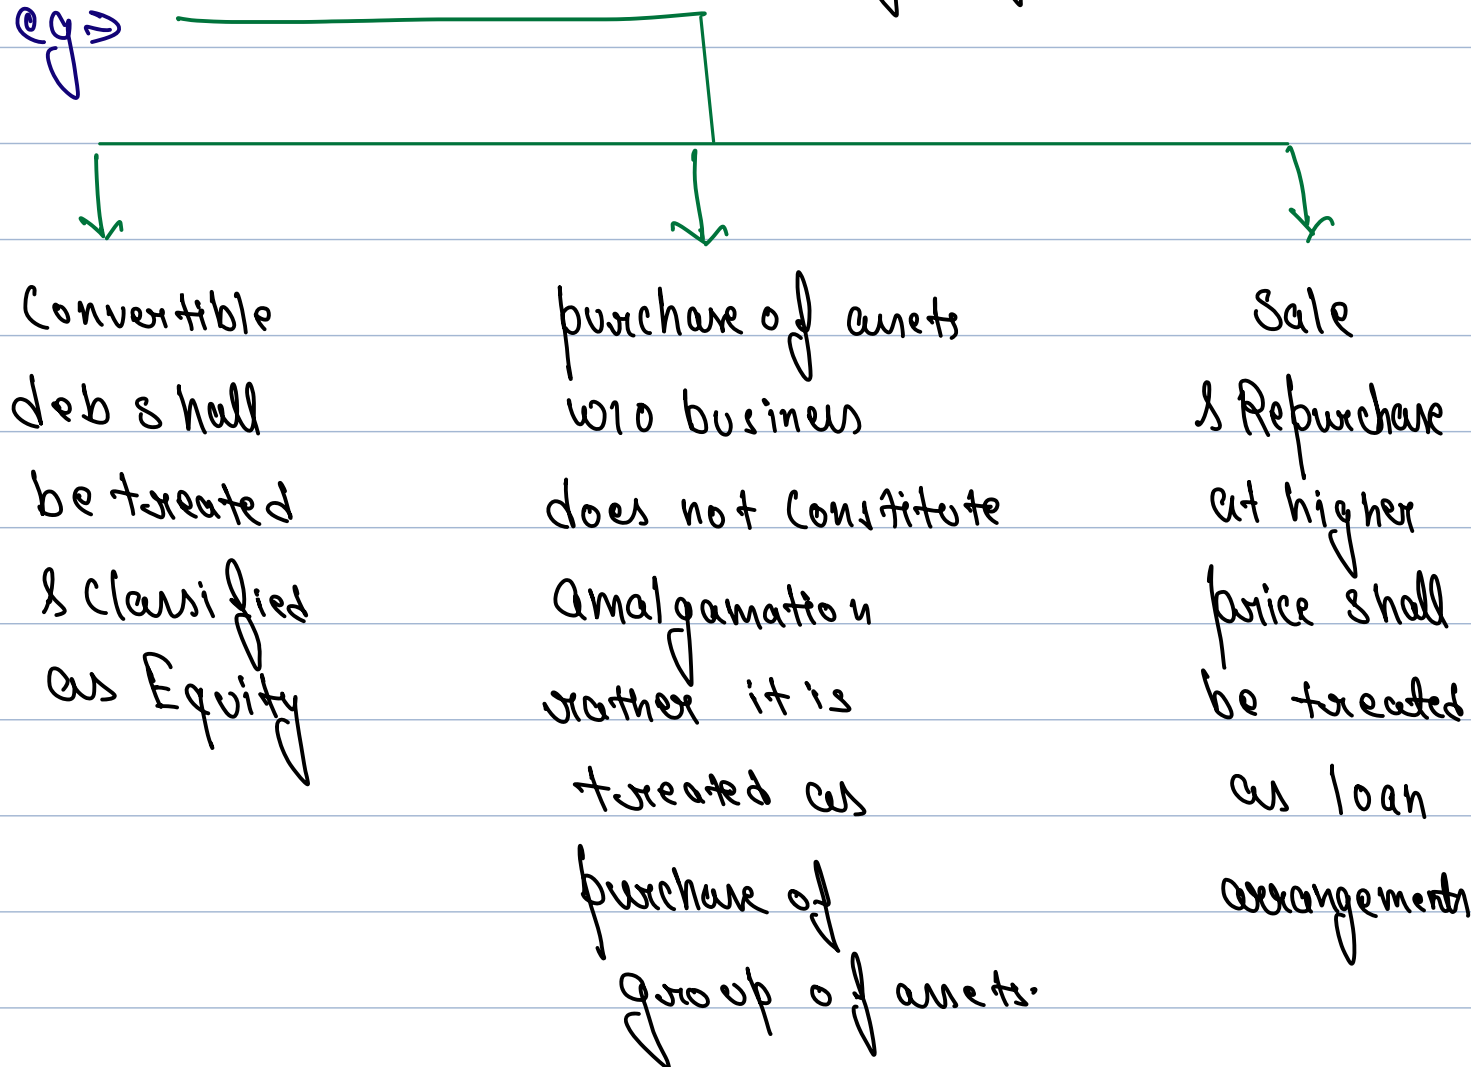 eg ⇒
Convertible
deb shall
be treated
& classified
as Equity
purchase of assets
w/o business
does not constitute
amalgamation
rather it is
treated as
purchase of
group of assets.
Sale
& Repurchase
at higher
price shall
be treated
as loan
arrangements